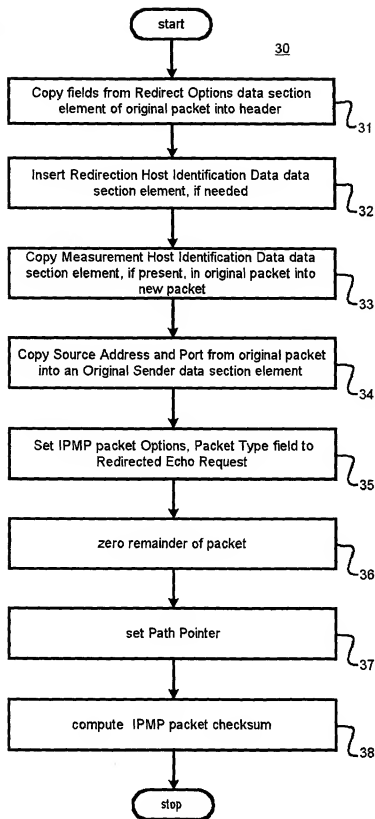 start
30
Copy fields from Redirect Options data section
element of original packet into header
31
Insert Redirection Host Identification Data data
section element, if needed
32
Copy Measurement Host Identification Data data
section element, if present, in original packet into
new packet
33
Copy Source Address and Port from original packet
into an Original Sender data section element
34
Set IPMP packet Options, Packet Type field to
Redirected Echo Request
35
zero remainder of packet
36
set Path Pointer
37
compute IPMP packet checksum
38
stop